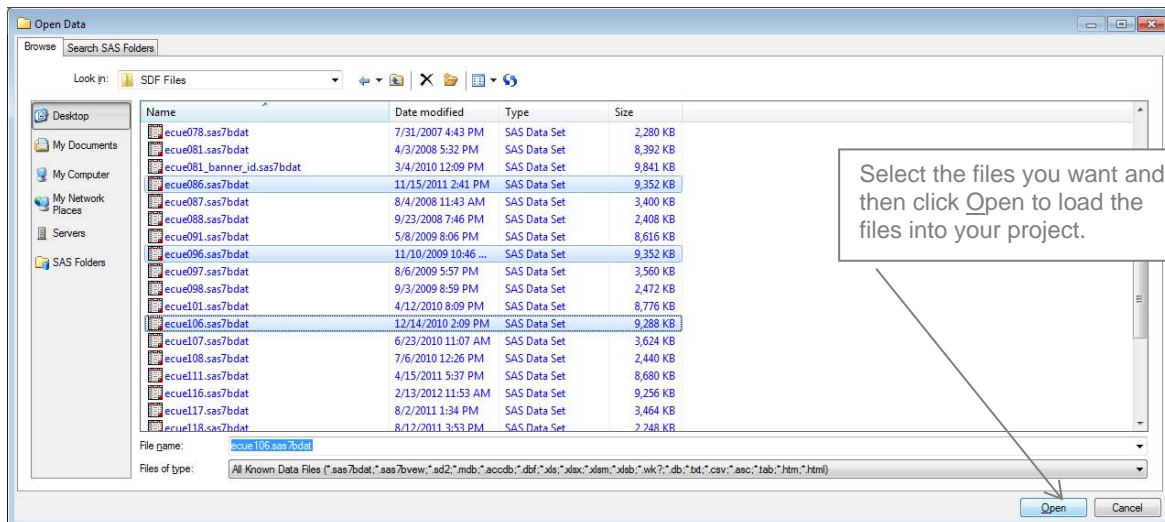 Open Data
Browse Search SAS Folders
Look in: SDF Files
Desktop
My Documents
My Computer
My Network Places
Servers
SAS Folders
Name Date modified Type Size
ecue078.sas7bdat 7/31/2007 4:43 PM SAS Data Set 2,280 KB
ecue081.sas7bdat 4/3/2008 5:32 PM SAS Data Set 8,392 KB
ecue081_banner_id.sas7bdat 3/4/2010 12:09 PM SAS Data Set 9,841 KB
ecue086.sas7bdat 11/15/2011 2:41 PM SAS Data Set 9,352 KB
ecue087.sas7bdat 8/4/2008 11:43 AM SAS Data Set 3,400 KB
ecue088.sas7bdat 9/23/2008 7:46 PM SAS Data Set 2,408 KB
ecue091.sas7bdat 5/8/2009 8:06 PM SAS Data Set 8,616 KB
ecue096.sas7bdat 11/10/2009 10:46 ... SAS Data Set 9,352 KB
ecue097.sas7bdat 8/6/2009 5:57 PM SAS Data Set 3,560 KB
ecue098.sas7bdat 9/3/2009 8:59 PM SAS Data Set 2,472 KB
ecue101.sas7bdat 4/12/2010 8:09 PM SAS Data Set 8,776 KB
ecue106.sas7bdat 12/14/2010 2:09 PM SAS Data Set 9,288 KB
ecue107.sas7bdat 6/23/2010 11:07 AM SAS Data Set 3,624 KB
ecue108.sas7bdat 7/6/2010 12:26 PM SAS Data Set 2,440 KB
ecue111.sas7bdat 4/15/2011 5:37 PM SAS Data Set 8,680 KB
ecue116.sas7bdat 2/13/2012 11:53 AM SAS Data Set 9,256 KB
ecue117.sas7bdat 8/2/2011 1:34 PM SAS Data Set 3,464 KB
ecue118.sas7bdat 8/12/2011 3:53 PM SAS Data Set 2,248 KB
Select the files you want and
then click Open to load the
files into your project.
File name: ecue106.sas7bdat
Files of type: All Known Data Files (*.sas7bdat;*.sas7bvew;*.sd2;*.mdb;*.accdb;*.dbf;*.xls;*.xlsx;*.xlsm;*.xlsb;*.wk?;*.db;*.txt;*.csv;*.asc;*.tab;*.htm;*.html)
Open Cancel